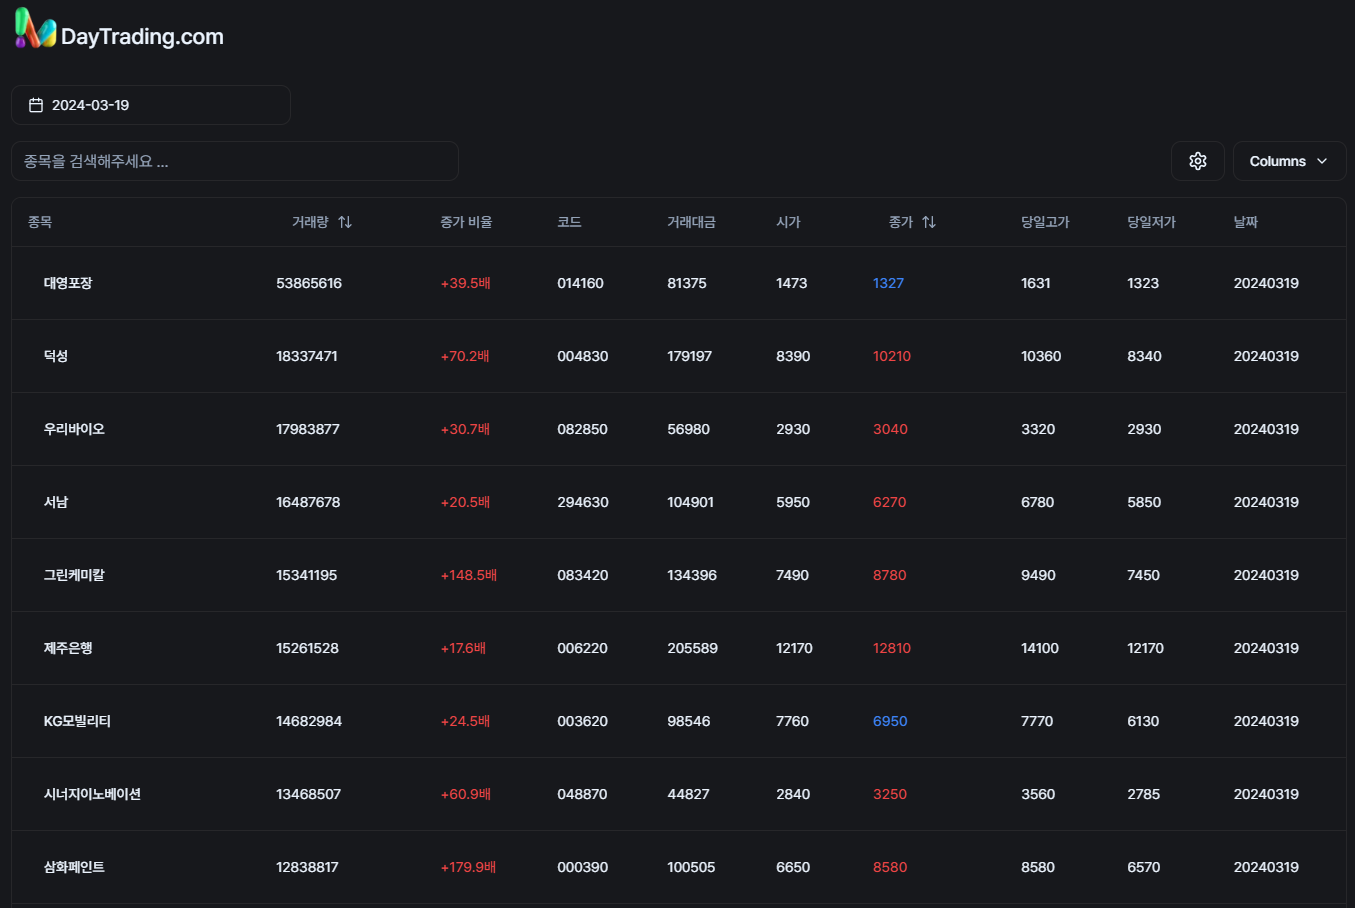 DayTrading.com
2024-03-19
종목을 검색해주세요 ...
Columns
종목 거래량 증가 비율 코드 거래대금 시가 종가 당일고가 당일저가 날짜
대영포장 53865616 +39.5배 014160 81375 1473 1327 1631 1323 20240319
덕성 18337471 +70.2배 004830 179197 8390 10210 10360 8340 20240319
우리바이오 17983877 +30.7배 082850 56980 2930 3040 3320 2930 20240319
서남 16487678 +20.5배 294630 104901 5950 6270 6780 5850 20240319
그린케미칼 15341195 +148.5배 083420 134396 7490 8780 9490 7450 20240319
제주은행 15261528 +17.6배 006220 205589 12170 12810 14100 12170 20240319
KG모빌리티 14682984 +24.5배 003620 98546 7760 6950 7770 6130 20240319
시너지이노베이션 13468507 +60.9배 048870 44827 2840 3250 3560 2785 20240319
삼화페인트 12838817 +179.9배 000390 100505 6650 8580 8580 6570 20240319